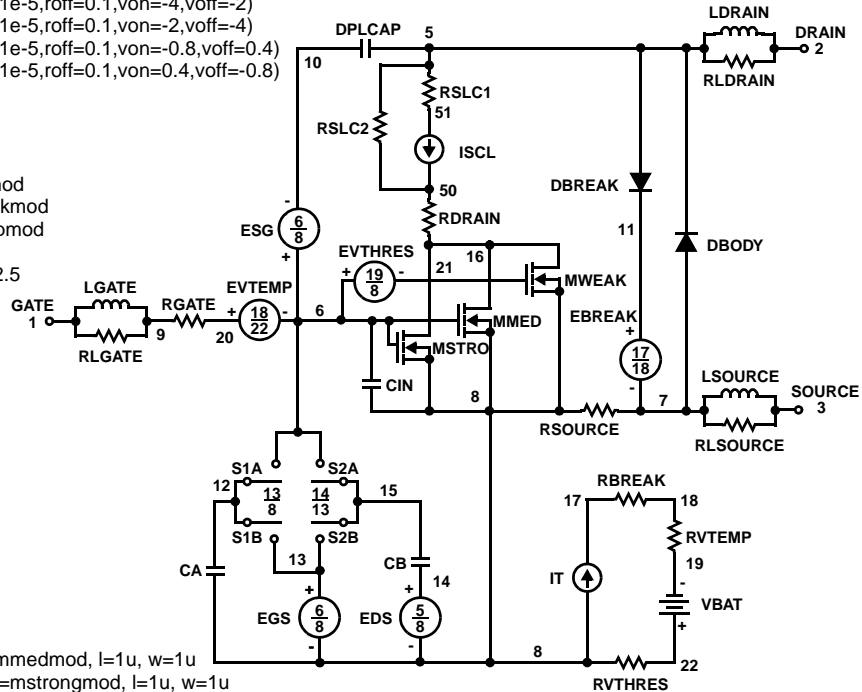 1e-5,roff=0.1,von=-4,voff=-2)
1e-5,roff=0.1,von=-2,voff=-4)
1e-5,roff=0.1,von=-0.8,voff=0.4)
1e-5,roff=0.1,von=0.4,voff=-0.8)
DPLCAP
5
10
LDRAIN
DRAIN
2
RLDRAIN
RSLC1
51
RSLC2
ISCL
50
RDRAIN
DBREAK
11
DBODY
-
ESG
6
8
+
EVTHRES
+
19
8
-
21
16
MWEAK
MMED
MSTRO
EBREAK
+
17
18
-
GATE
1
LGATE
RLGATE
9
RGATE
20
EVTEMP
+
18
22
-
6
CIN
8
RSOURCE
7
LSOURCE
SOURCE
3
RLSOURCE
S1A
S2A
12
13
8
14
13
15
S1B
S2B
13
CA
CB
14
+
EGS
6
8
-
+
EDS
5
8
-
8
17
RBREAK
18
RVTEMP
19
IT
-
VBAT
+
22
RVTHRES
2.5
mmedmod, l=1u, w=1u
=mstrongmod, l=1u, w=1u